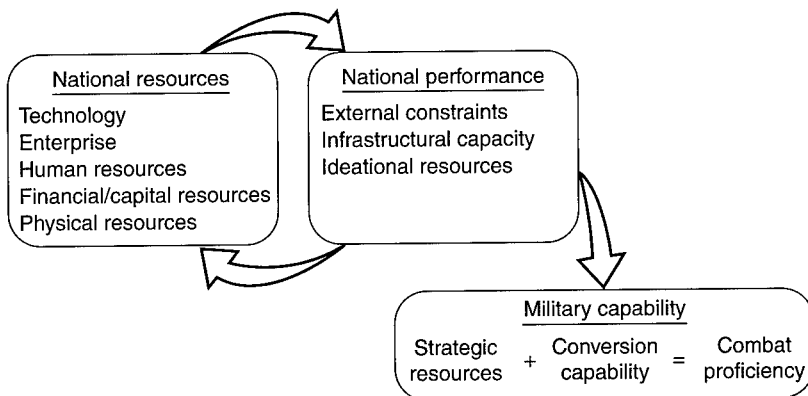 National resources
Technology
Enterprise
Human resources
Financial/capital resources
Physical resources
National performance
External constraints
Infrastructural capacity
Ideational resources
Military capability
Strategic resources + Conversion capability = Combat proficiency